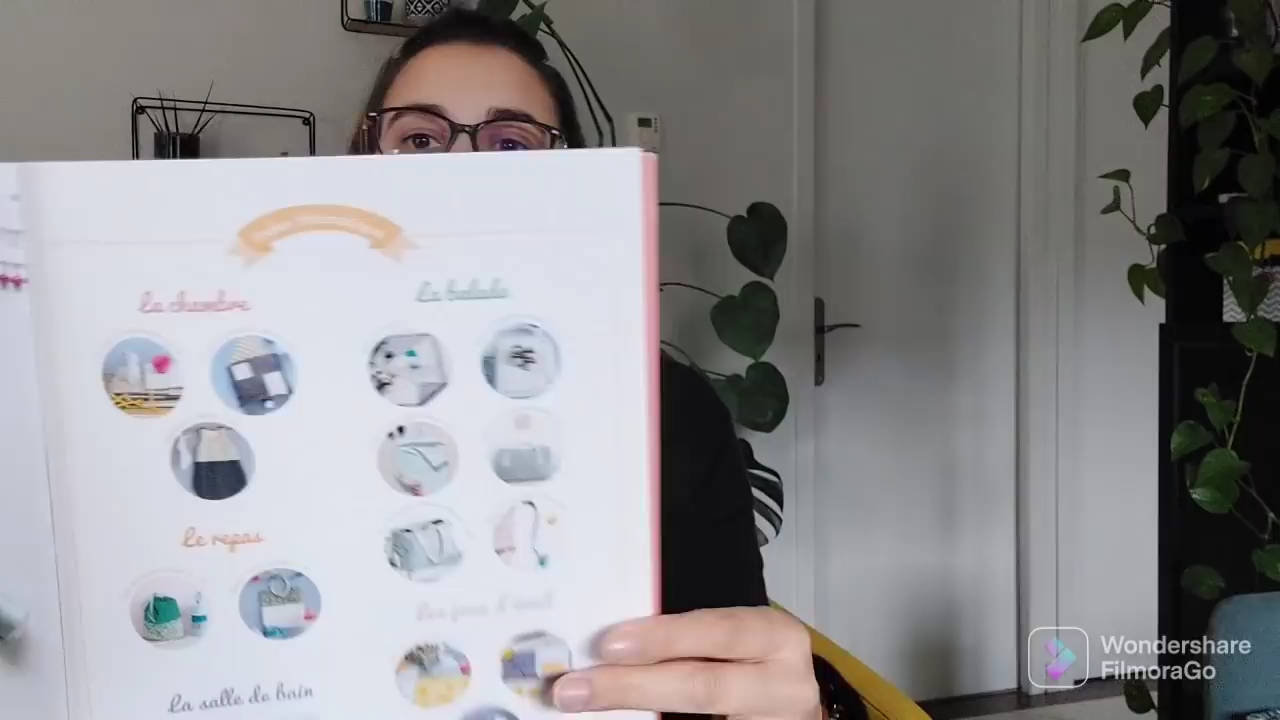 La chambre
La balade
Le repas
La salle de bain
Wondershare
FilmoraGo